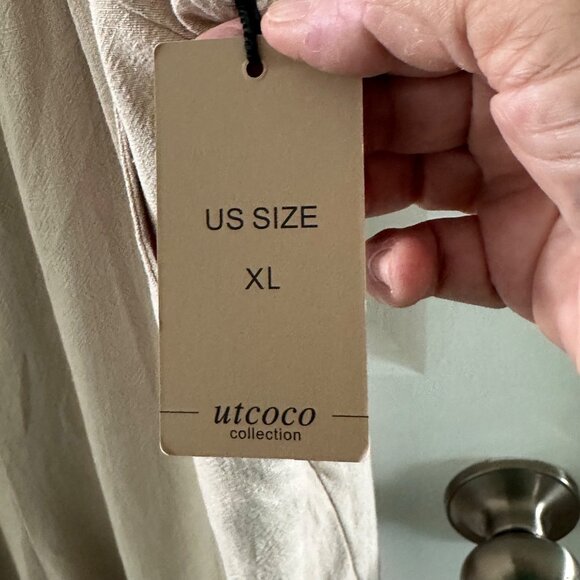 US SIZE
XL
utcoco
collection